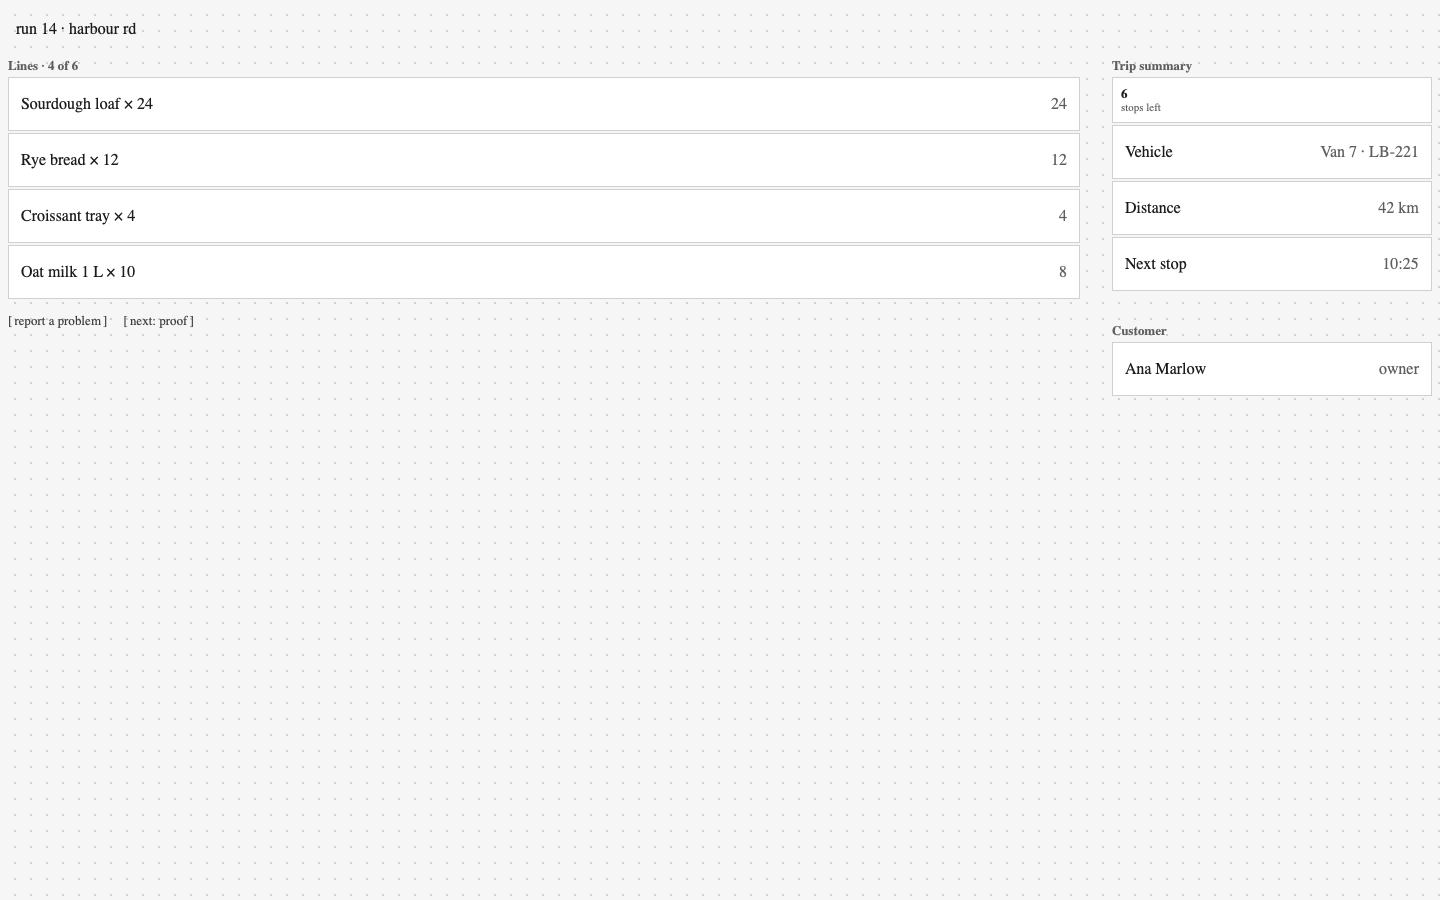 run 14 · harbour rd
Lines · 4 of 6
Sourdough loaf × 24 24
Rye bread × 12 12
Croissant tray × 4 4
Oat milk 1 L × 10 8
[ report a problem ] [ next: proof ]
Trip summary
6
stops left
Vehicle Van 7 · LB-221
Distance 42 km
Next stop 10:25
Customer
Ana Marlow owner